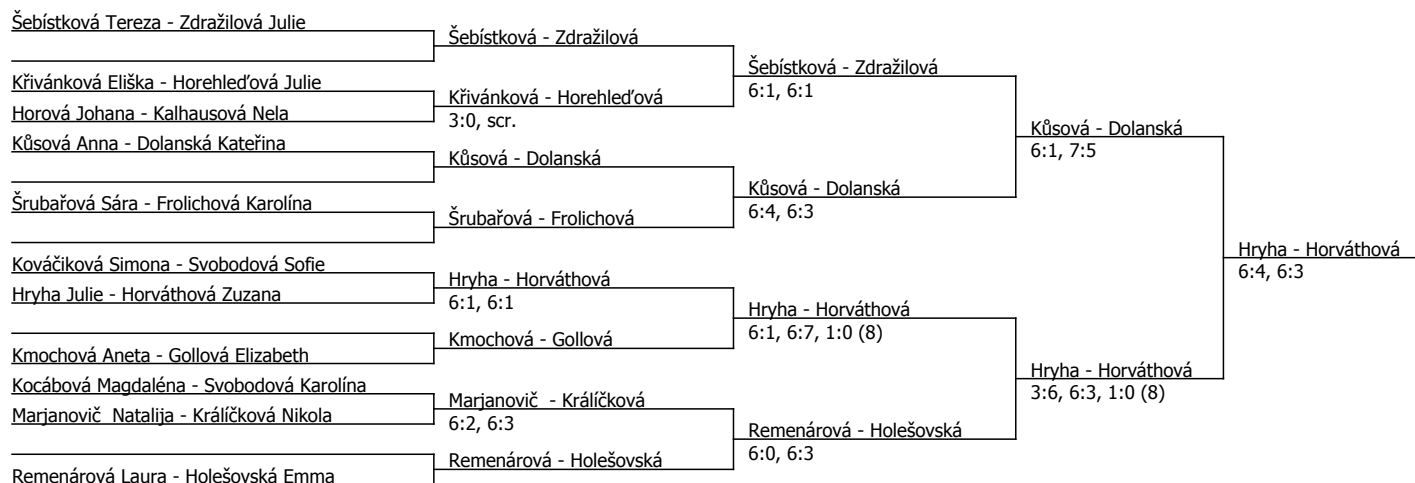 Šebístková Tereza - Zdražilová Julie
Šebístková - Zdražilová
Šebístková - Zdražilová
6:1, 6:1
Křivánková Eliška - Horehleďová Julie
Křivánková - Horehleďová
3:0, scr.
Horová Johana - Kalhausová Nela
Kůsová - Dolanská
6:1, 7:5
Kůsová Anna - Dolanská Kateřina
Kůsová - Dolanská
Kůsová - Dolanská
6:4, 6:3
Šrubařová Sára - Frolichová Karolína
Šrubařová - Frolichová
Hryha - Horváthová
6:4, 6:3
Kováčiková Simona - Svobodová Sofie
Hryha - Horváthová
6:1, 6:1
Hryha Julie - Horváthová Zuzana
Hryha - Horváthová
6:1, 6:7, 1:0 (8)
Kmochová - Gollová
Kmochová Aneta - Gollová Elizabeth
Hryha - Horváthová
3:6, 6:3, 1:0 (8)
Kocábová Magdaléna - Svobodová Karolína
Marjanovič  - Králíčková
6:2, 6:3
Marjanovič  Natalija - Králíčková Nikola
Remenárová - Holešovská
6:0, 6:3
Remenárová - Holešovská
Remenárová Laura - Holešovská Emma